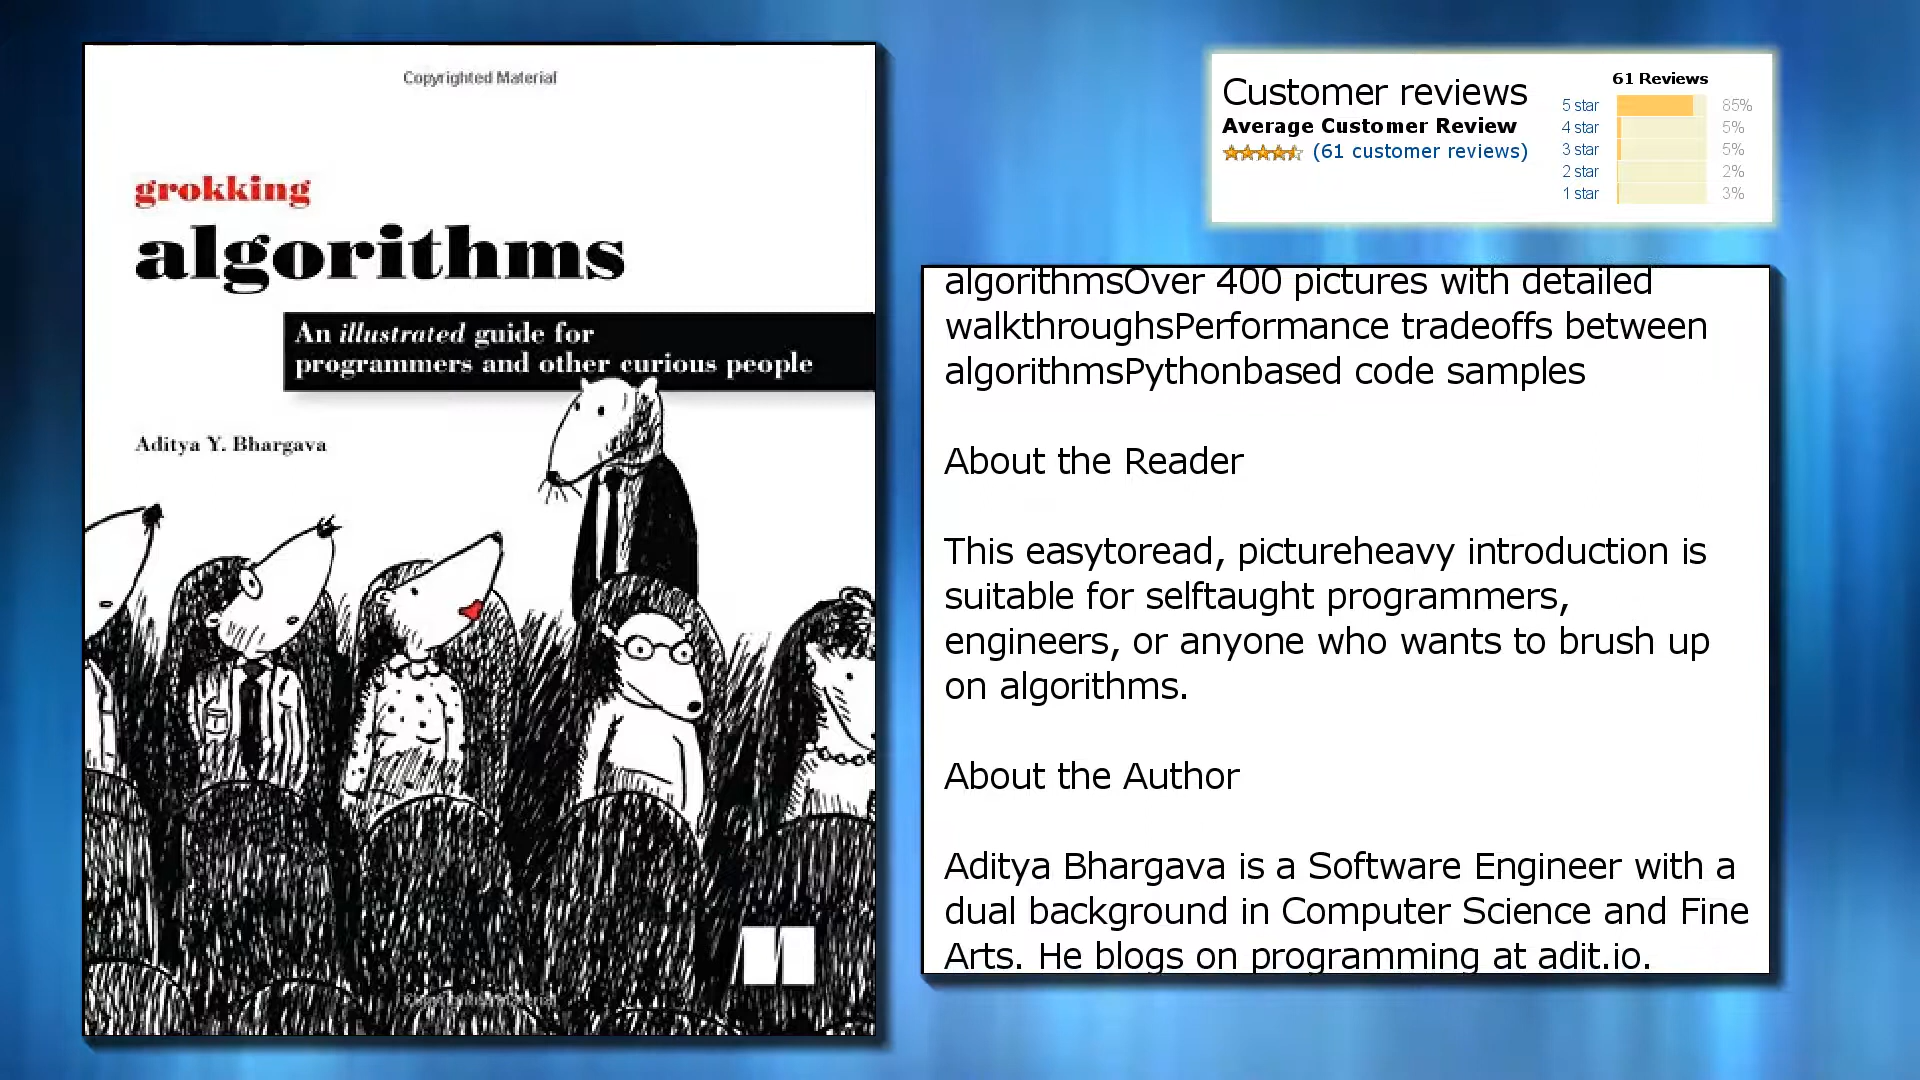 Copyrighted Material
grokking
algorithms
An illustrated guide for
programmers and other curious people
Aditya Y. Bhargava
Copyrighted Material
Customer reviews
Average Customer Review
(61 customer reviews)
61 Reviews
5 star 85%
4 star 5%
3 star 5%
2 star 2%
1 star 3%
algorithmsOver 400 pictures with detailed
walkthroughsPerformance tradeoffs between
algorithmsPythonbased code samples
About the Reader
This easytoread, pictureheavy introduction is
suitable for selftaught programmers,
engineers, or anyone who wants to brush up
on algorithms.
About the Author
Aditya Bhargava is a Software Engineer with a
dual background in Computer Science and Fine
Arts. He blogs on programming at adit.io.